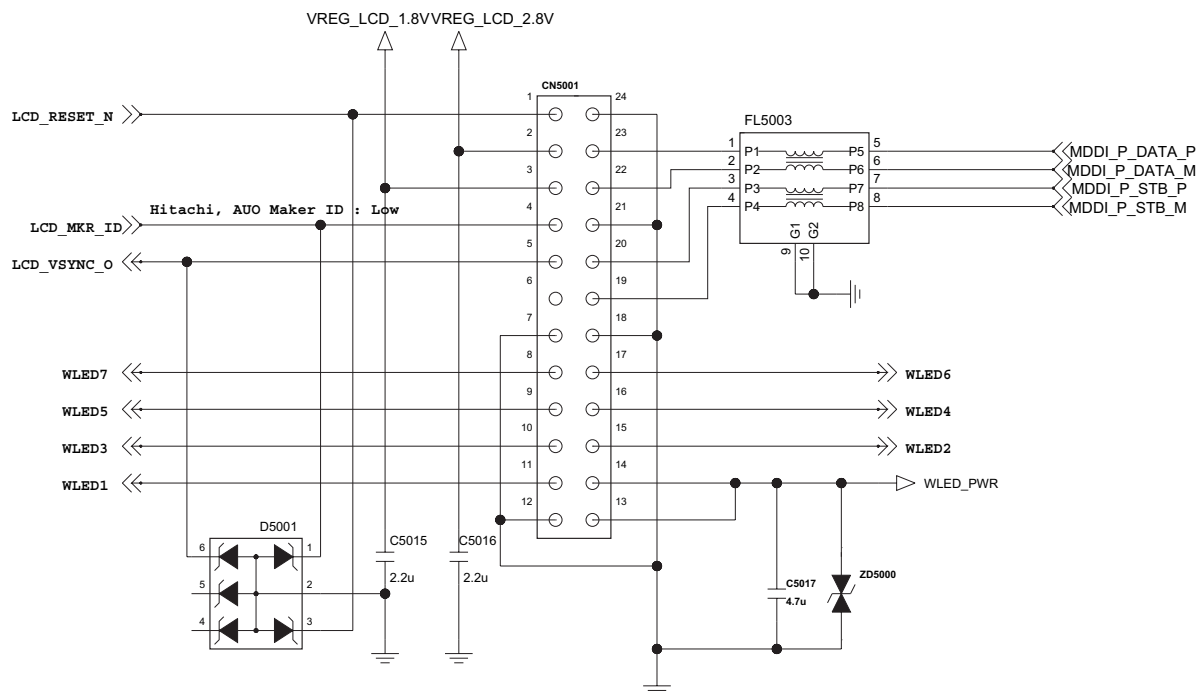 VREG_LCD_1.8V VREG_LCD_2.8V
CN5001
1 24
LCD_RESET_N
2 23
FL5003
1 P1 P5 5 MDDI_P_DATA_P
2 P2 P6 6 MDDI_P_DATA_M
3 P3 P7 7 MDDI_P_STB_P
4 P4 P8 8 MDDI_P_STB_M
3 22
Hitachi, AUO Maker ID : Low
4 21
LCD_MKR_ID
G1 G2
9 10
5 20
LCD_VSYNC_O
6 19
7 18
8 17
WLED7 WLED6
9 16
WLED5 WLED4
10 15
WLED3 WLED2
11 14
WLED1 WLED_PWR
12 13
D5001
6 1
5 2
4 3
C5015
2.2u
C5016
2.2u
C5017
4.7u
ZD5000